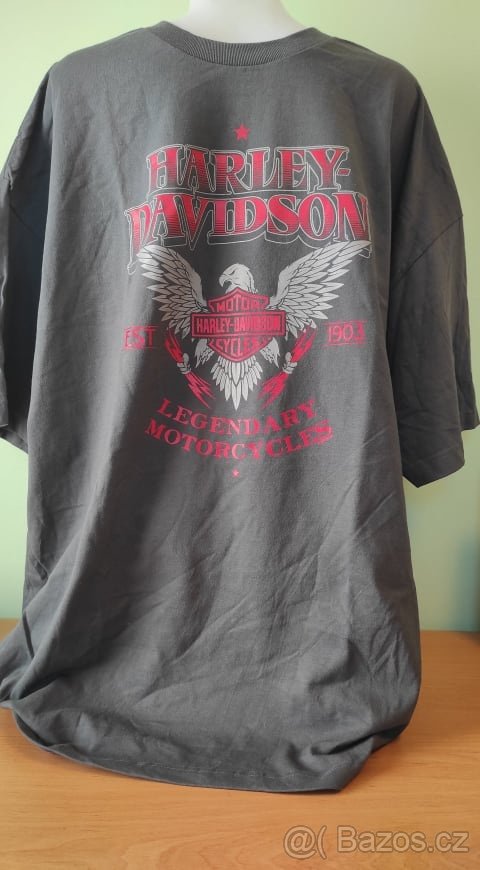 HARLEY-
DAVIDSON
MOTOR
HARLEY-DAVIDSON
CYCLES
EST 1903
LEGENDARY
MOTORCYCLES
Bazos.cz